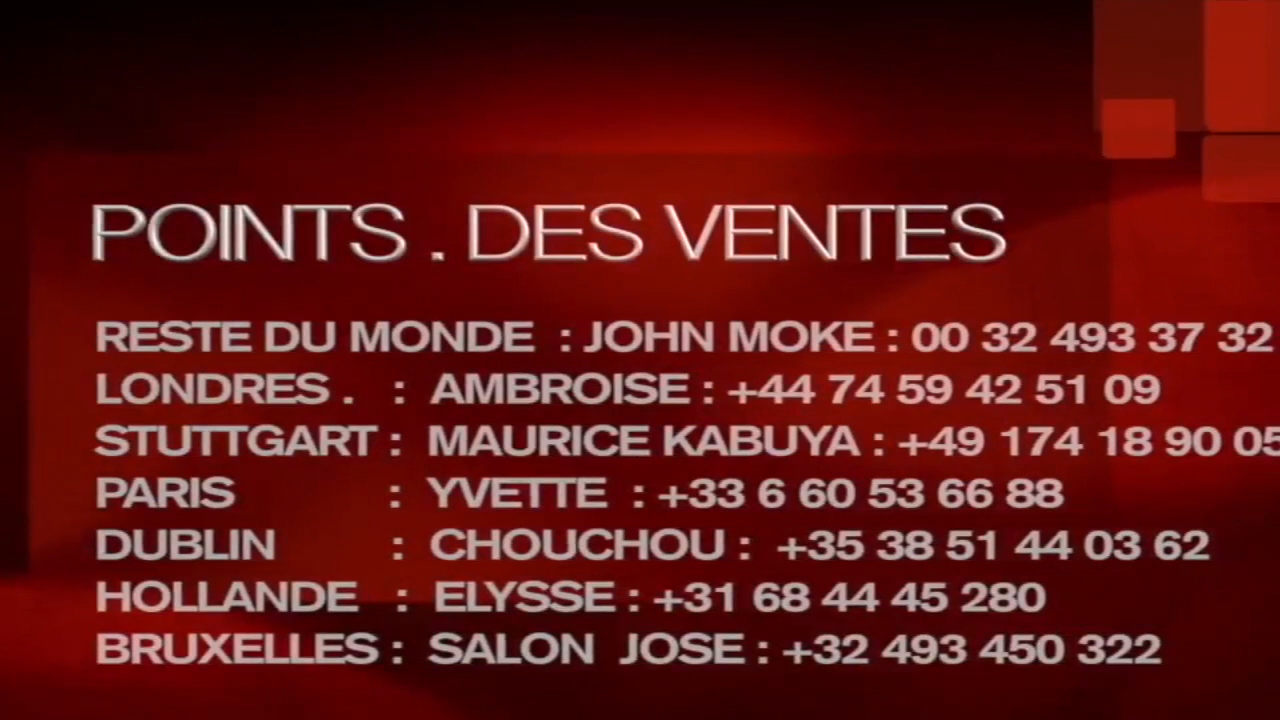 POINTS . DES VENTES
RESTE DU MONDE : JOHN MOKE : 00 32 493 37 32
LONDRES . : AMBROISE : +44 74 59 42 51 09
STUTTGART : MAURICE KABUYA : +49 174 18 90 05
PARIS : YVETTE : +33 6 60 53 66 88
DUBLIN : CHOUCHOU : +35 38 51 44 03 62
HOLLANDE : ELYSSE : +31 68 44 45 280
BRUXELLES : SALON JOSE : +32 493 450 322